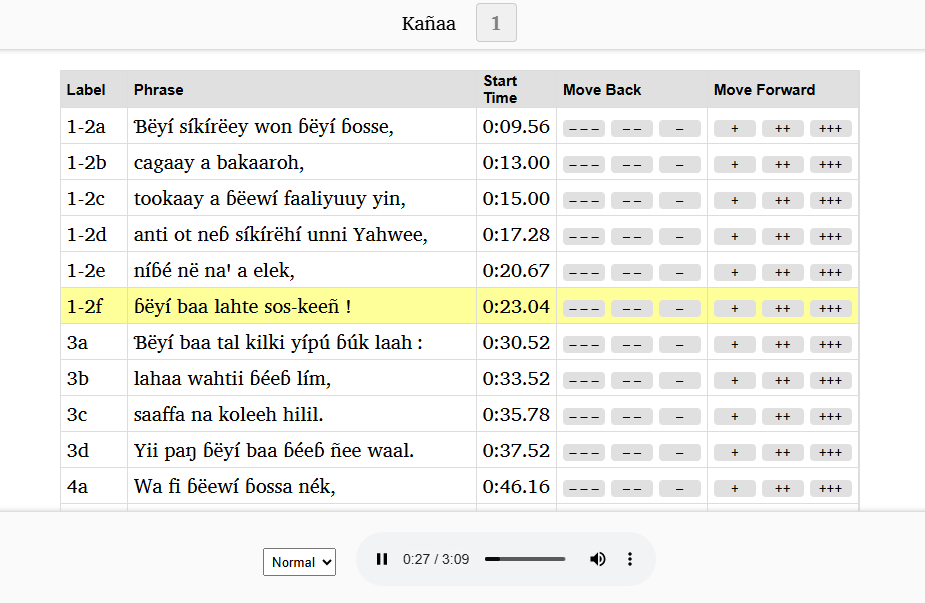 Kañaa 1
Label Phrase Start Time Move Back Move Forward
1-2a Ɓëyí síkírëey won ɓëyí ɓosse, 0:09.56 – – – – – – + ++ +++
1-2b cagaay a bakaaroh, 0:13.00 – – – – – – + ++ +++
1-2c tookaay a ɓëewí faaliyuuy yin, 0:15.00 – – – – – – + ++ +++
1-2d anti ot neɓ síkírëhí unni Yahwee, 0:17.28 – – – – – – + ++ +++
1-2e níɓé në naꞌ a elek, 0:20.67 – – – – – – + ++ +++
1-2f ɓëyí baa lahte sos-keeñ ! 0:23.04 – – – – – – + ++ +++
3a Ɓëyí baa tal kilki yípú ɓúk laah : 0:30.52 – – – – – – + ++ +++
3b lahaa wahtii ɓéeɓ lím, 0:33.52 – – – – – – + ++ +++
3c saaffa na koleeh hilil. 0:35.78 – – – – – – + ++ +++
3d Yii paŋ ɓëyí baa ɓéeɓ ñee waal. 0:37.52 – – – – – – + ++ +++
4a Wa fi ɓëewí ɓossa nék, 0:46.16 – – – – – – + ++ +++
Normal 0:27 / 3:09